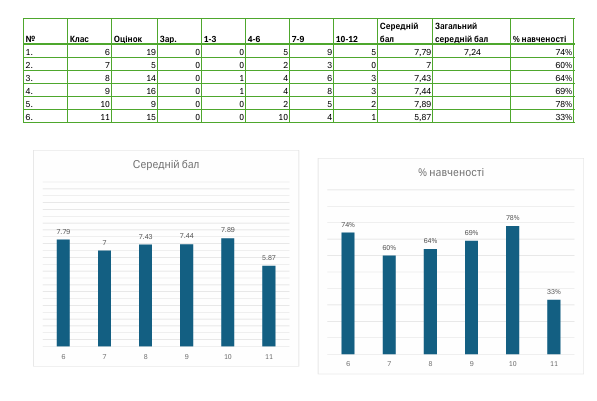 № Клас Оцінок Зар. 1-3 4-6 7-9 10-12 Середній бал Загальний середній бал % навчености
1. 6 19 0 0 5 9 5 7,79 7,24 74%
2. 7 5 0 0 2 3 0 7 60%
3. 8 14 0 1 4 6 3 7,43 64%
4. 9 16 0 1 4 8 3 7,44 69%
5. 10 9 0 0 2 5 2 7,89 78%
6. 11 15 0 0 10 4 1 5,87 33%
Середній бал
7.79 7 7.43 7.44 7.89 5.87
6 7 8 9 10 11
% навченості
74% 60% 64% 69% 78% 33%
6 7 8 9 10 11